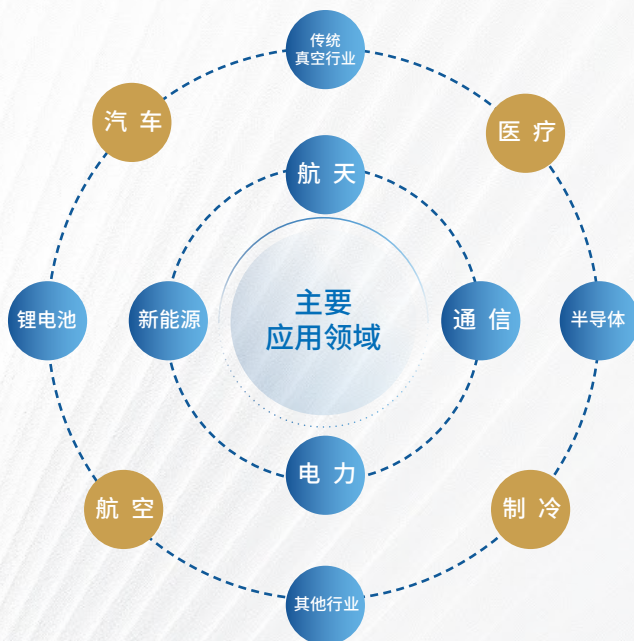 传统
真空行业
汽车
医疗
航天
锂电池
新能源
主要
应用领域
通信
半导体
电力
航空
制冷
其他行业